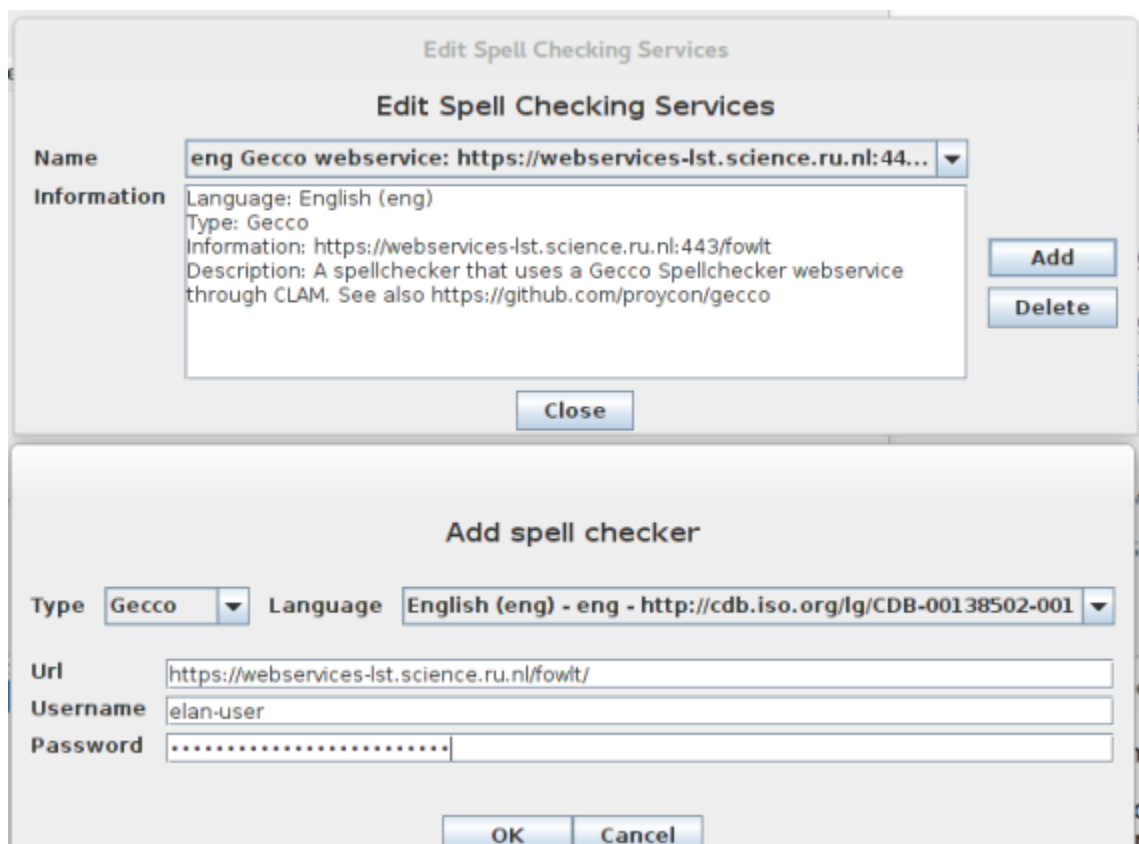 Edit Spell Checking Services
Edit Spell Checking Services
Name eng Gecco webservice: https://webservices-lst.science.ru.nl:44...
Information Language: English (eng)
Type: Gecco
Information: https://webservices-lst.science.ru.nl:443/fowlt
Description: A spellchecker that uses a Gecco Spellchecker webservice
through CLAM. See also https://github.com/proycon/gecco
Add
Delete
Close
Add spell checker
Type Gecco Language English (eng) - eng - http://cdb.iso.org/lg/CDB-00138502-001
Url https://webservices-lst.science.ru.nl/fowlt/
Username elan-user
Password
OK Cancel